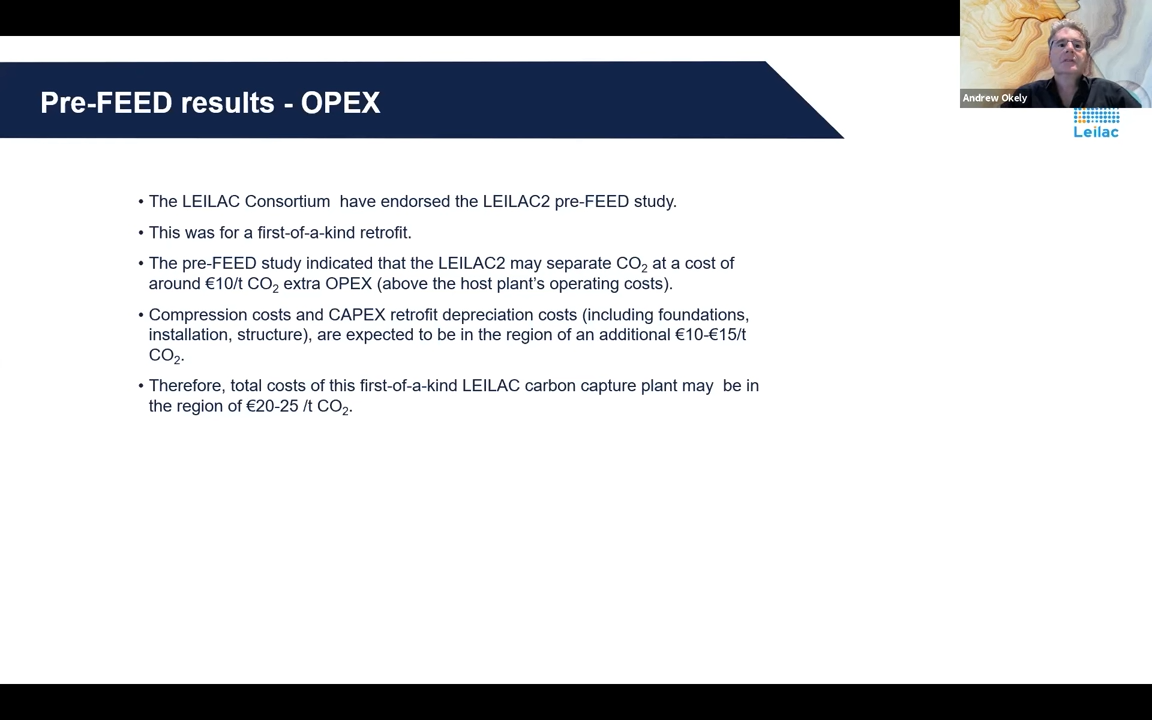 Pre-FEED results - OPEX
Andrew Okely
Leilac
• The LEILAC Consortium  have endorsed the LEILAC2 pre-FEED study.
• This was for a first-of-a-kind retrofit.
• The pre-FEED study indicated that the LEILAC2 may separate CO₂ at a cost of
around €10/t CO₂ extra OPEX (above the host plant’s operating costs).
• Compression costs and CAPEX retrofit depreciation costs (including foundations,
installation, structure), are expected to be in the region of an additional €10-€15/t
CO₂.
• Therefore, total costs of this first-of-a-kind LEILAC carbon capture plant may  be in
the region of €20-25 /t CO₂.